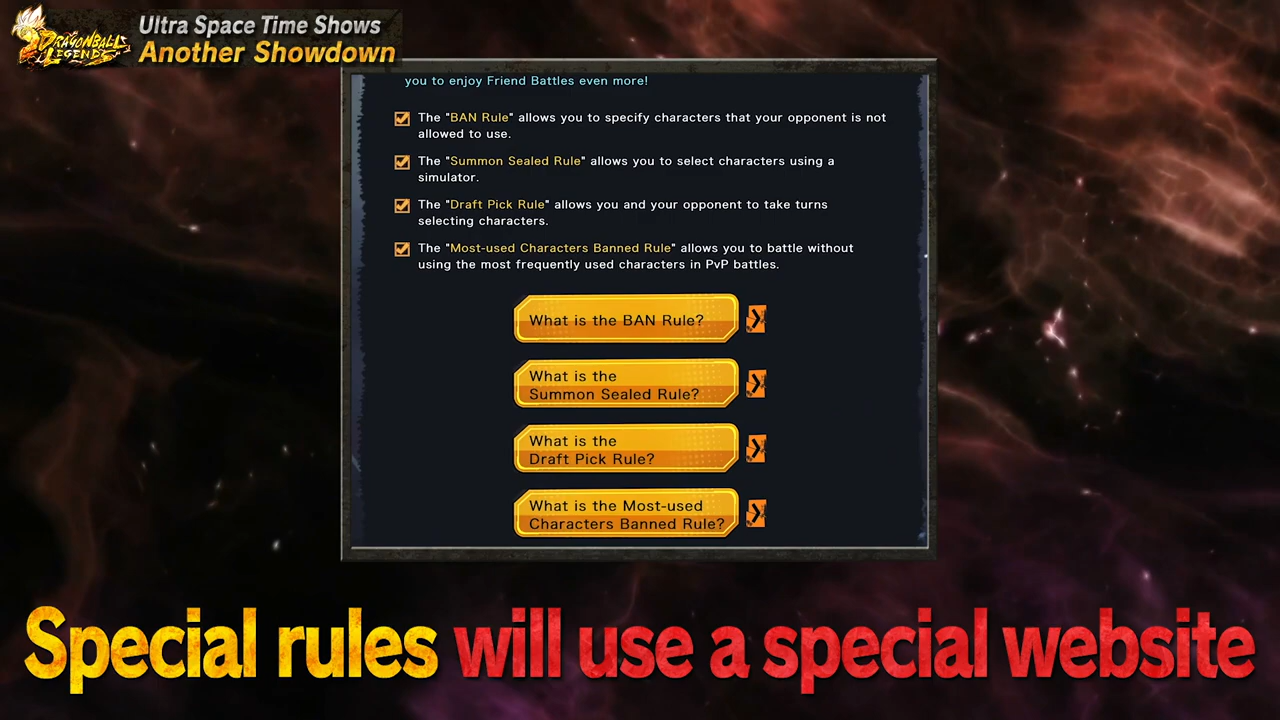 DRAGONBALL
LEGENDS
Ultra Space Time Shows
Another Showdown
you to enjoy Friend Battles even more!
The "BAN Rule" allows you to specify characters that your opponent is not
allowed to use.
The "Summon Sealed Rule" allows you to select characters using a
simulator.
The "Draft Pick Rule" allows you and your opponent to take turns
selecting characters.
The "Most-used Characters Banned Rule" allows you to battle without
using the most frequently used characters in PvP battles.
What is the BAN Rule?
What is the
Summon Sealed Rule?
What is the
Draft Pick Rule?
What is the Most-used
Characters Banned Rule?
Special rules will use a special website